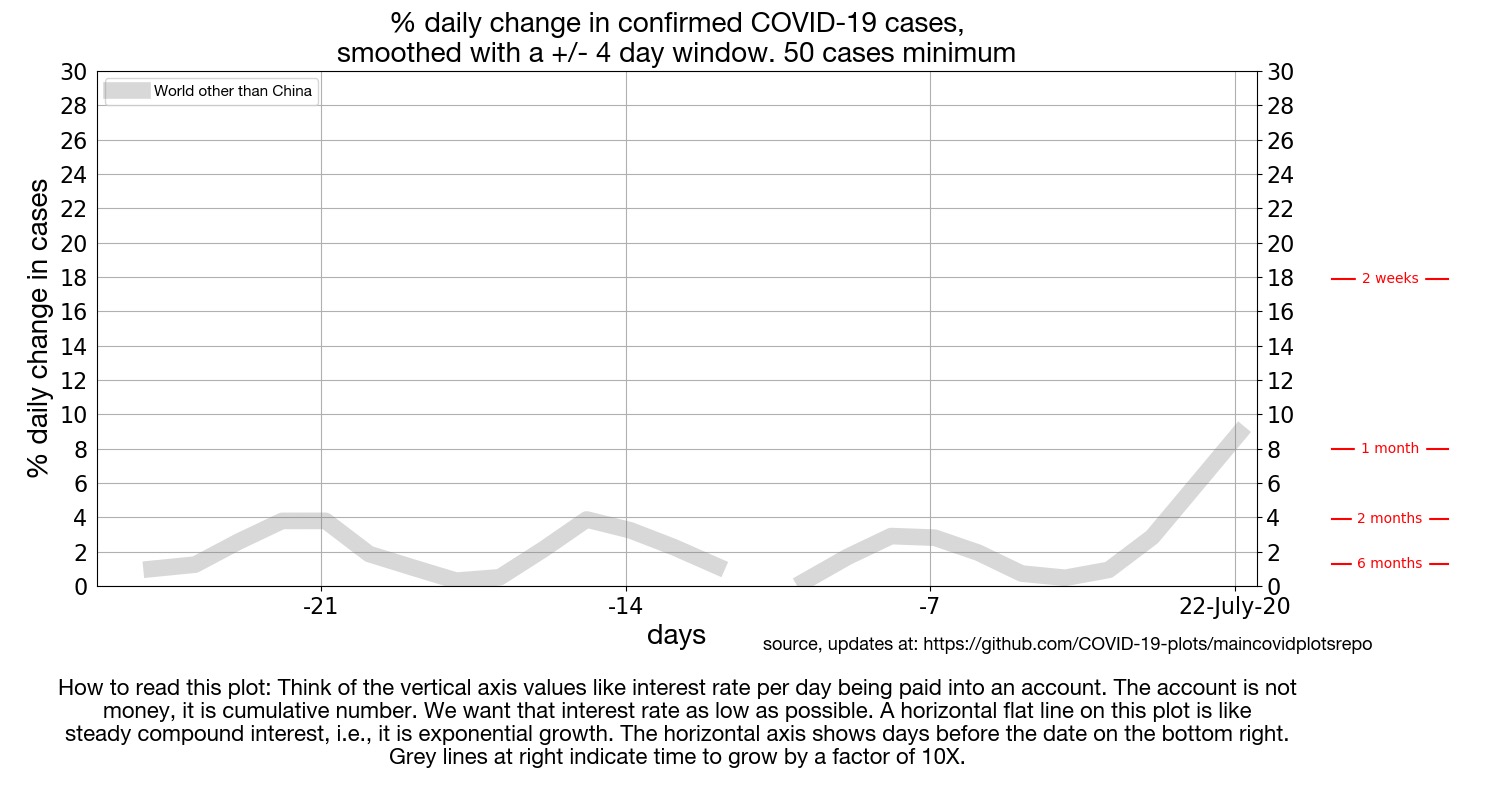 % daily change in confirmed COVID-19 cases,
smoothed with a +/- 4 day window. 50 cases minimum
World other than China
% daily change in cases
30
28
26
24
22
20
18
16
14
12
10
8
6
4
2
0
30
28
26
24
22
20
18
16
14
12
10
8
6
4
2
0
2 weeks
1 month
2 months
6 months
-21
-14
-7
22-July-20
days
source, updates at: https://github.com/COVID-19-plots/maincovidplotsrepo
How to read this plot: Think of the vertical axis values like interest rate per day being paid into an account. The account is not
money, it is cumulative number. We want that interest rate as low as possible. A horizontal flat line on this plot is like
steady compound interest, i.e., it is exponential growth. The horizontal axis shows days before the date on the bottom right.
Grey lines at right indicate time to grow by a factor of 10X.